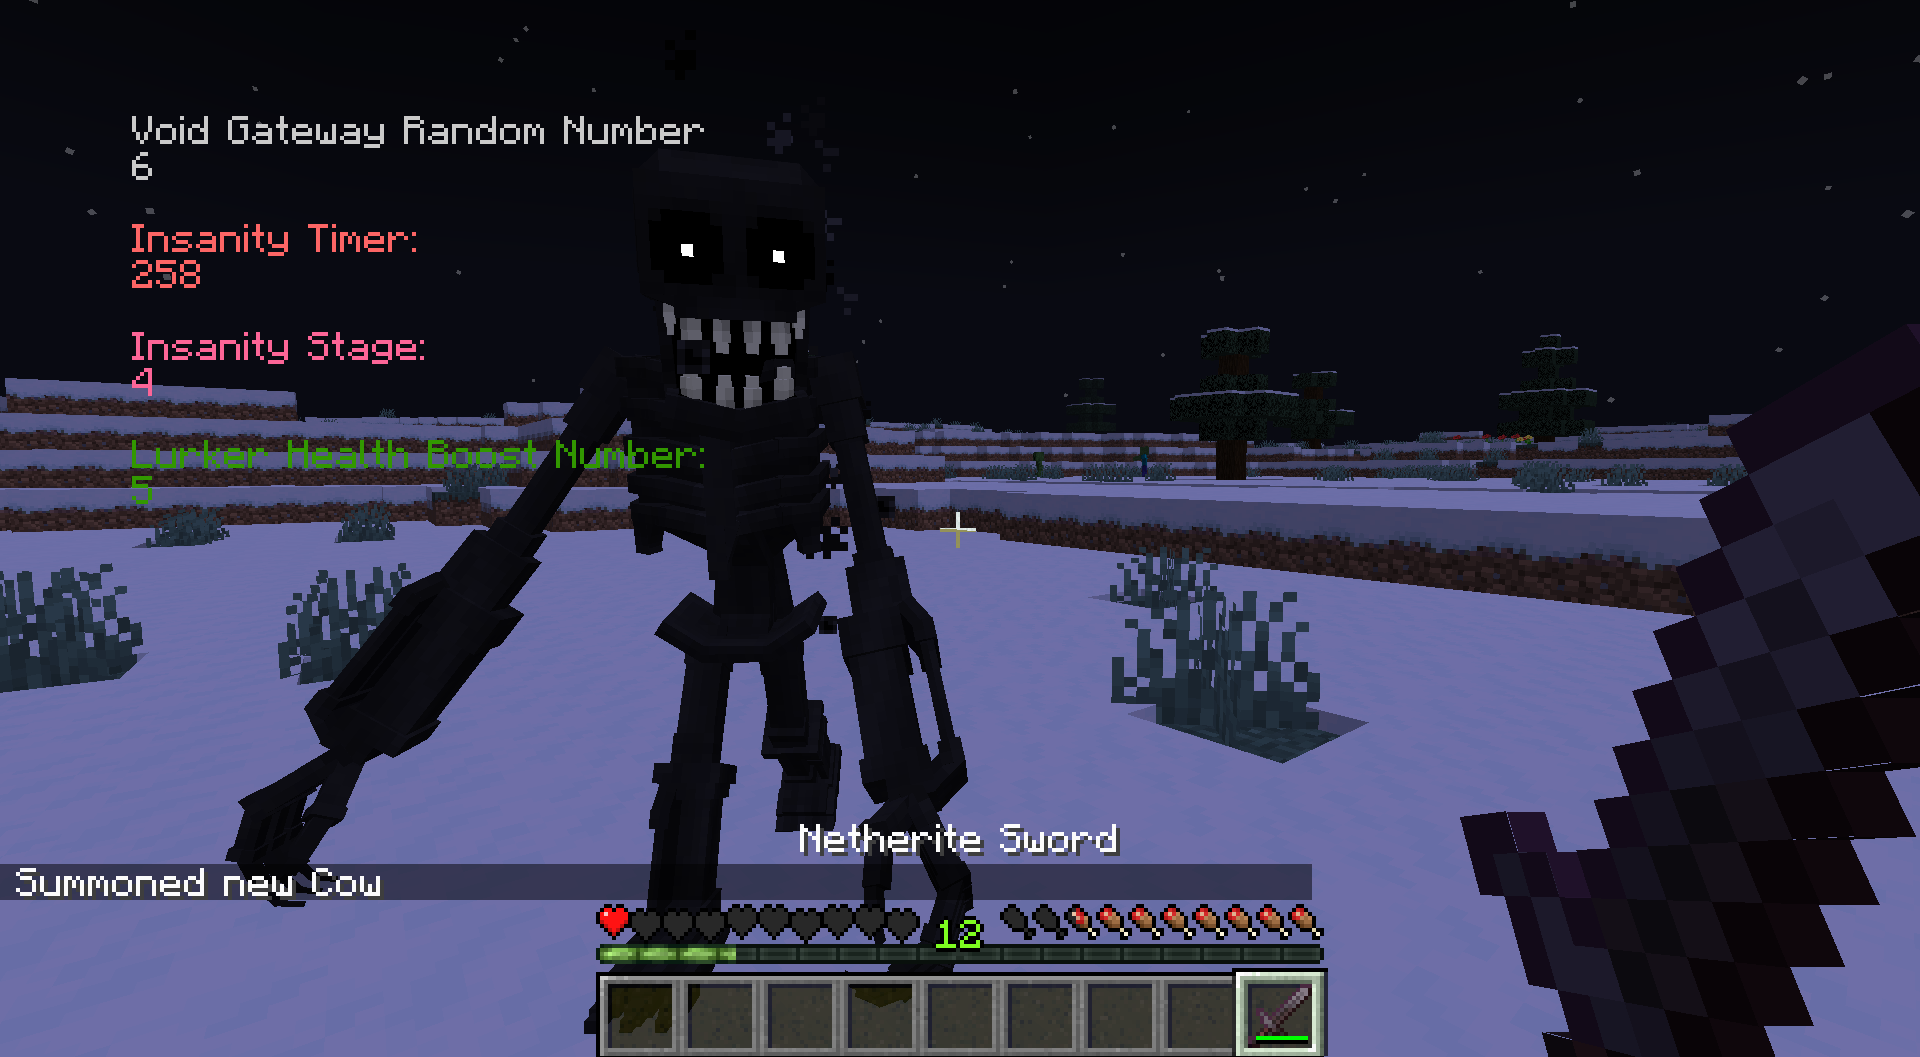 Void Gateway Random Number
6
Insanity Timer:
258
Insanity Stage:
4
Lurker Health Boost Number:
5
Netherite Sword
Summoned new Cow
12